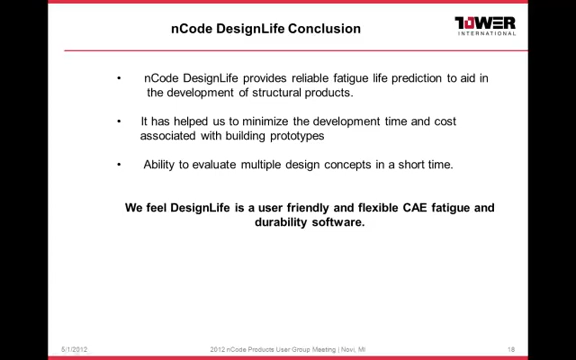 nCode DesignLife Conclusion
TOWER
INTERNATIONAL
• nCode DesignLife provides reliable fatigue life prediction to aid in
the development of structural products.
• It has helped us to minimize the development time and cost
associated with building prototypes
• Ability to evaluate multiple design concepts in a short time.
We feel DesignLife is a user friendly and flexible CAE fatigue and
durability software.
5/1/2012 2012 nCode Products User Group Meeting | Novi, MI 18